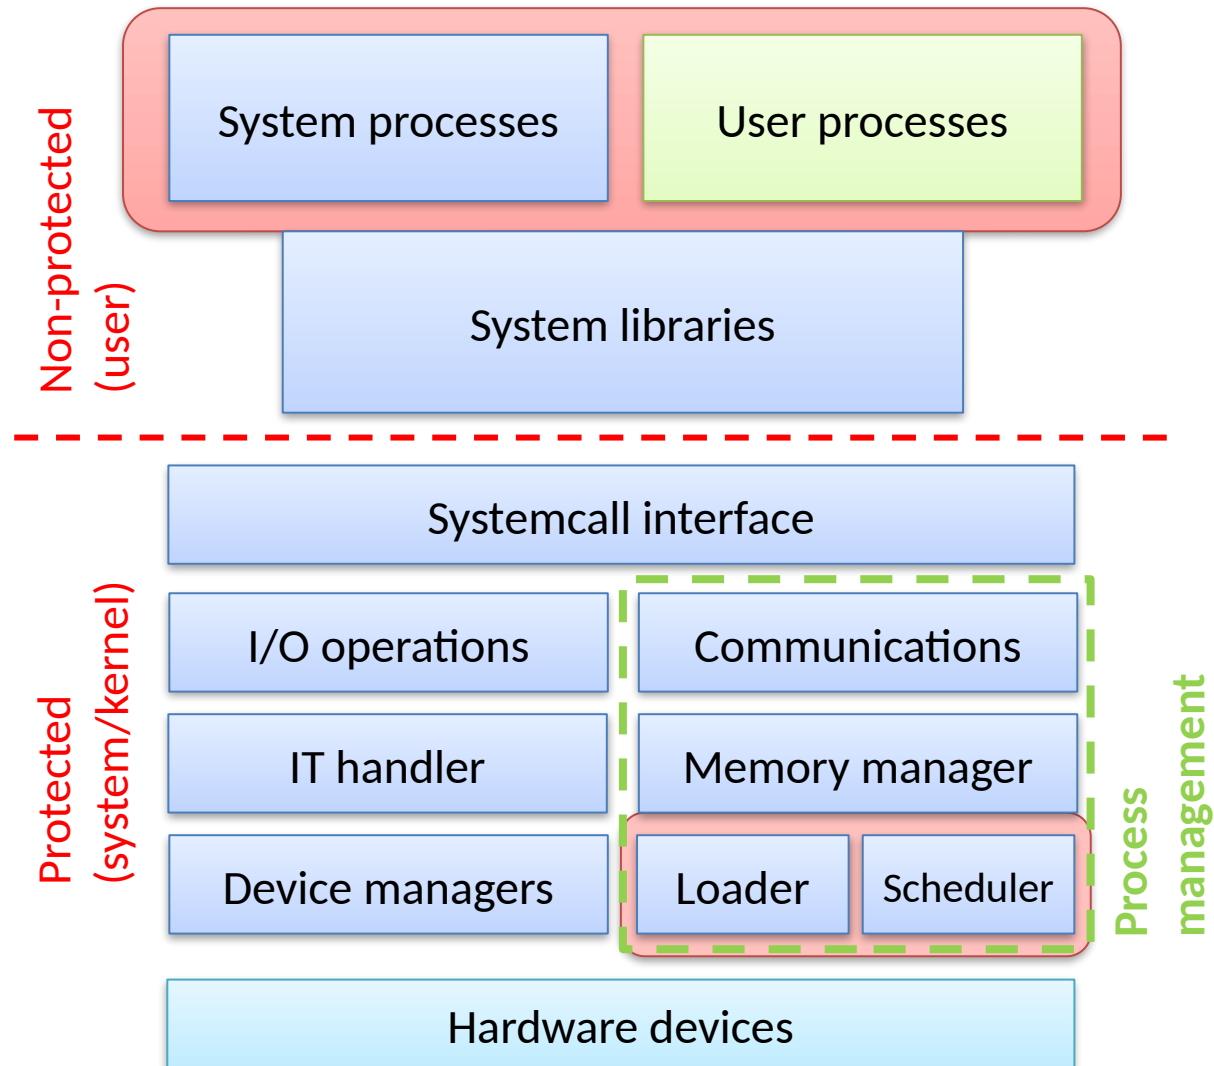 System processes
User processes
Non-protected
(user)
System libraries
Systemcall interface
Protected
(system/kernel)
I/O operations
Communications
IT handler
Memory manager
Device managers
Loader
Scheduler
Process
management
Hardware devices